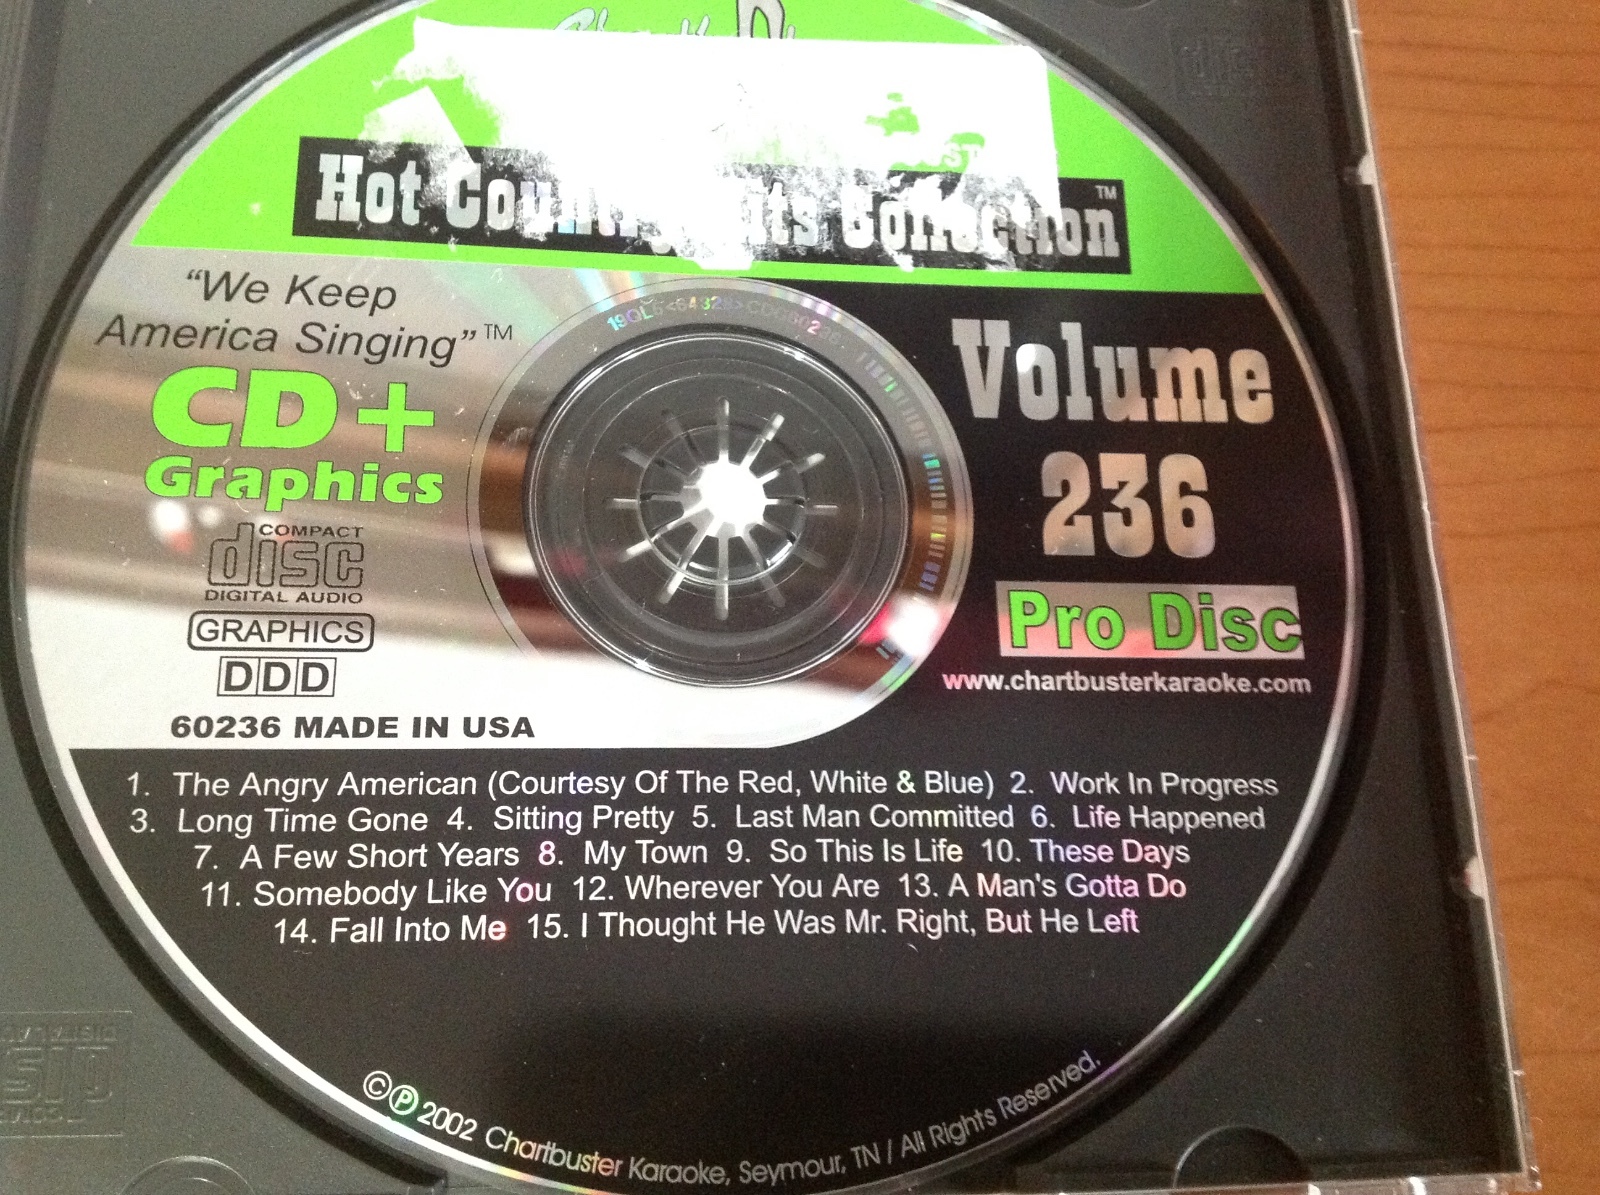 Hot Country Hits Collection™
"We Keep
America Singing"™
CD+
Graphics
COMPACT
disc
DIGITAL AUDIO
GRAPHICS
DDD
60236 MADE IN USA
Volume
236
Pro Disc
www.chartbusterkaraoke.com
1. The Angry American (Courtesy Of The Red, White & Blue) 2. Work In Progress
3. Long Time Gone 4. Sitting Pretty 5. Last Man Committed 6. Life Happened
7. A Few Short Years 8. My Town 9. So This Is Life 10. These Days
11. Somebody Like You 12. Wherever You Are 13. A Man's Gotta Do
14. Fall Into Me 15. I Thought He Was Mr. Right, But He Left
©℗ 2002 Chartbuster Karaoke, Seymour, TN / All Rights Reserved.